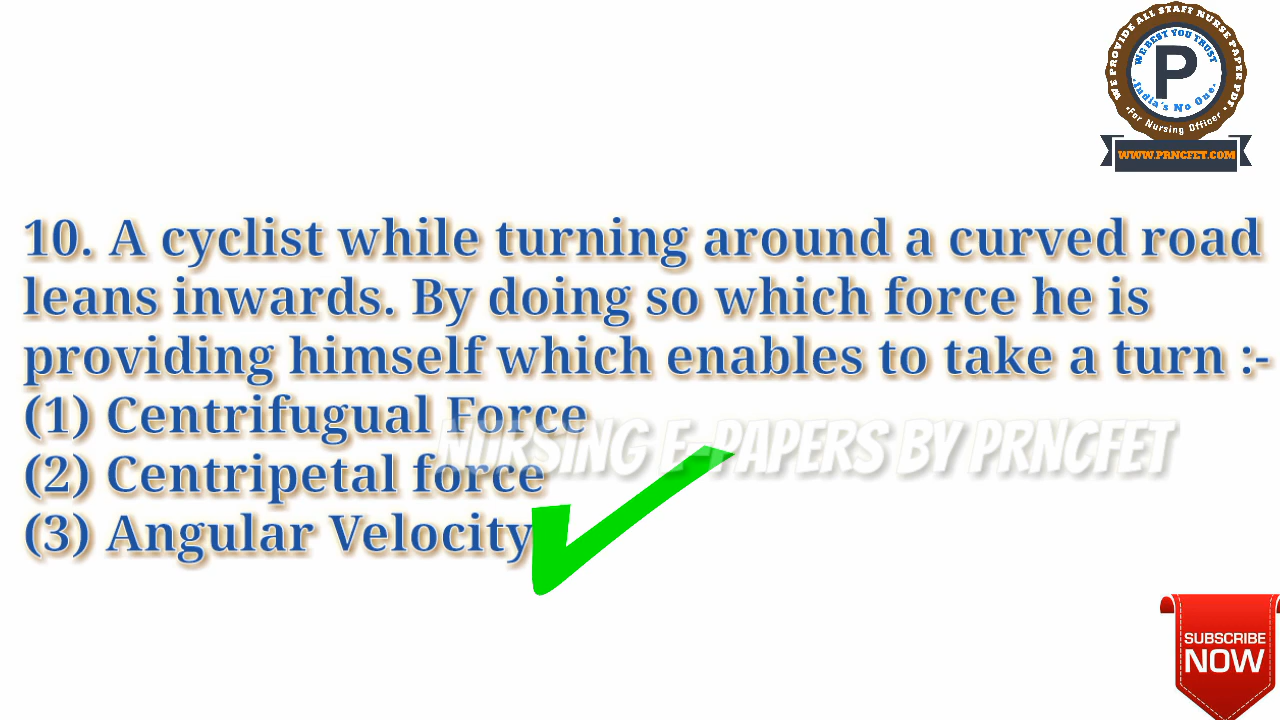 WE PROVIDE ALL STAFF NURSE PAPER PDF
WE BEST YOU TRUST
P
India's No One
For Nursing Officer
WWW.PRNCFET.COM
10. A cyclist while turning around a curved road
leans inwards. By doing so which force he is
providing himself which enables to take a turn :-
(1) Centrifugual Force
NURSING E-PAPERS BY PRNCFET
(2) Centripetal force
(3) Angular Velocity
SUBSCRIBE
NOW